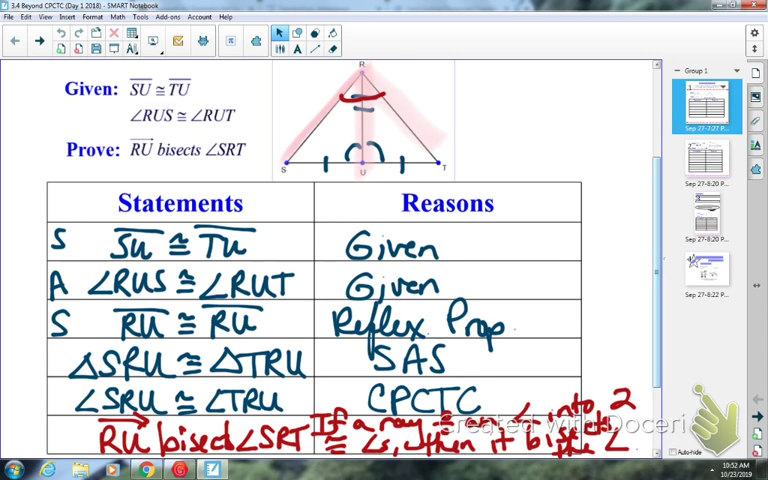 3.4 Beyond CPCTC (Day 1 2018) - SMART Notebook
File Edit View Insert Format Math Tools Add-ons Account Help
Given: SU ≅ TU
∠RUS ≅ ∠RUT
Prove: RU bisects ∠SRT
R
S U T
Statements Reasons
S SU ≅ TU Given
A ∠RUS ≅ ∠RUT Given
S RU ≅ RU Reflex. Prop.
△SRU ≅ △TRU SAS
∠SRU ≅ ∠TRU CPCTC
RU bisect ∠SRT If a ray an ∠ into 2
≅ ∠s, then it bisects
the ∠
Created With Doceri
Group 1
Sep 27-7:27 P...
Sep 27-8:20 P...
Sep 27-8:20 P...
Sep 27-8:22 P...
Auto-hide
10:52 AM
10/23/2019